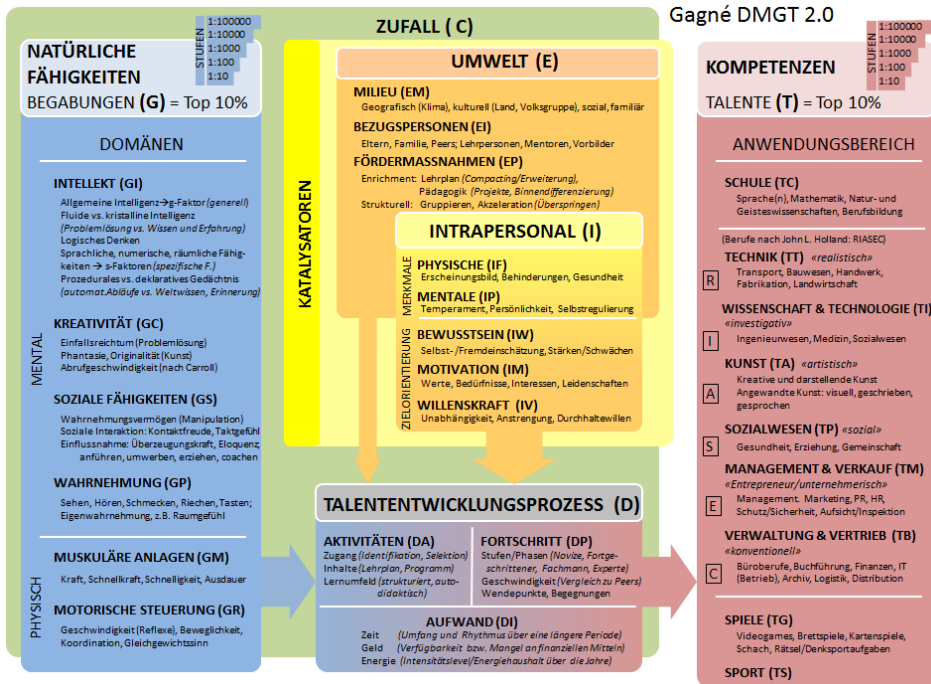 Gagné DMGT 2.0
ZUFALL ( C)
NATÜRLICHE
FÄHIGKEITEN
BEGABUNGEN (G) = Top 10%
STUFEN
1:100000
1:10000
1:1000
1:100
1:10
DOMÄNEN
MENTAL
INTELLEKT (GI)
Allgemeine Intelligenz→g-Faktor (generell)
Fluide vs. kristalline Intelligenz
(Problemlösung vs. Wissen und Erfahrung)
Logisches Denken
Sprachliche, numerische, räumliche Fähig-
keiten → s-Faktoren (spezifische F.)
Prozedurales vs. deklaratives Gedächtnis
(automat. Abläufe vs. Weltwissen, Erinnerung)
KREATIVITÄT (GC)
Einfallsreichtum (Problemlösung)
Phantasie, Originalität (Kunst)
Abrufgeschwindigkeit (nach Carroll)
SOZIALE FÄHIGKEITEN (GS)
Wahrnehmungsvermögen (Manipulation)
Soziale Interaktion: Kontaktfreude, Taktgefühl
Einflussnahme: Überzeugungskraft, Eloquenz;
anführen, umwerben, erziehen, coachen
WAHRNEHMUNG (GP)
Sehen, Hören, Schmecken, Riechen, Tasten;
Eigenwahrnehmung, z.B. Raumgefühl
PHYSISCH
MUSKULÄRE ANLAGEN (GM)
Kraft, Schnellkraft, Schnelligkeit, Ausdauer
MOTORISCHE STEUERUNG (GR)
Geschwindigkeit (Reflexe), Beweglichkeit,
Koordination, Gleichgewichtssinn
KATALYSATOREN
UMWELT (E)
MILIEU (EM)
Geografisch (Klima), kulturell (Land, Volksgruppe), sozial, familiär
BEZUGSPERSONEN (EI)
Eltern, Familie, Peers; Lehrpersonen, Mentoren, Vorbilder
FÖRDERMASSNAHMEN (EP)
Enrichment: Lehrplan (Compacting/Erweiterung),
Pädagogik (Projekte, Binnendifferenzierung)
Strukturell: Gruppieren, Akzeleration (Überspringen)
INTRAPERSONAL (I)
MERKMALE
PHYSISCHE (IF)
Erscheinungsbild, Behinderungen, Gesundheit
MENTALE (IP)
Temperament, Persönlichkeit, Selbstregulierung
ZIELORIENTIERUNG
BEWUSSTSEIN (IW)
Selbst-/Fremdeinschätzung, Stärken/Schwächen
MOTIVATION (IM)
Werte, Bedürfnisse, Interessen, Leidenschaften
WILLENSKRAFT (IV)
Unabhängigkeit, Anstrengung, Durchhaltewillen
TALENTENTWICKLUNGSPROZESS (D)
AKTIVITÄTEN (DA)
Zugang (Identifikation, Selektion)
Inhalte (Lehrplan, Programm)
Lernumfeld (strukturiert, auto-
didaktisch)
FORTSCHRITT (DP)
Stufen/Phasen (Novize, Fortge-
schrittener, Fachmann, Experte)
Geschwindigkeit (Vergleich zu Peers)
Wendepunkte, Begegnungen
AUFWAND (DI)
Zeit (Umfang und Rhythmus über eine längere Periode)
Geld (Verfügbarkeit bzw. Mangel an finanziellen Mitteln)
Energie (Intensitätslevel/Energiehaushalt über die Jahre)
KOMPETENZEN
TALENTE (T) = Top 10%
STUFEN
1:100000
1:10000
1:1000
1:100
1:10
ANWENDUNGSBEREICH
SCHULE (TC)
Sprache(n), Mathematik, Natur- und
Geisteswissenschaften, Berufsbildung
(Berufe nach John L. Holland: RIASEC)
TECHNIK (TT) «realistisch»
R
Transport, Bauwesen, Handwerk,
Fabrikation, Landwirtschaft
WISSENSCHAFT & TECHNOLOGIE (TI)
«investigativ»
I
Ingenieurwesen, Medizin, Sozialwesen
KUNST (TA) «artistisch»
A
Kreative und darstellende Kunst
Angewandte Kunst: visuell, geschrieben,
gesprochen
SOZIALWESEN (TP) «sozial»
S
Gesundheit, Erziehung, Gemeinschaft
MANAGEMENT & VERKAUF (TM)
«Entrepreneur/unternehmerisch»
E
Management. Marketing, PR, HR,
Schutz/Sicherheit, Aufsicht/Inspektion
VERWALTUNG & VERTRIEB (TB)
«konventionell»
C
Büroberufe, Buchführung, Finanzen, IT
(Betrieb), Archiv, Logistik, Distribution
SPIELE (TG)
Videogames, Brettspiele, Kartenspiele,
Schach, Rätsel/Denksportaufgaben
SPORT (TS)